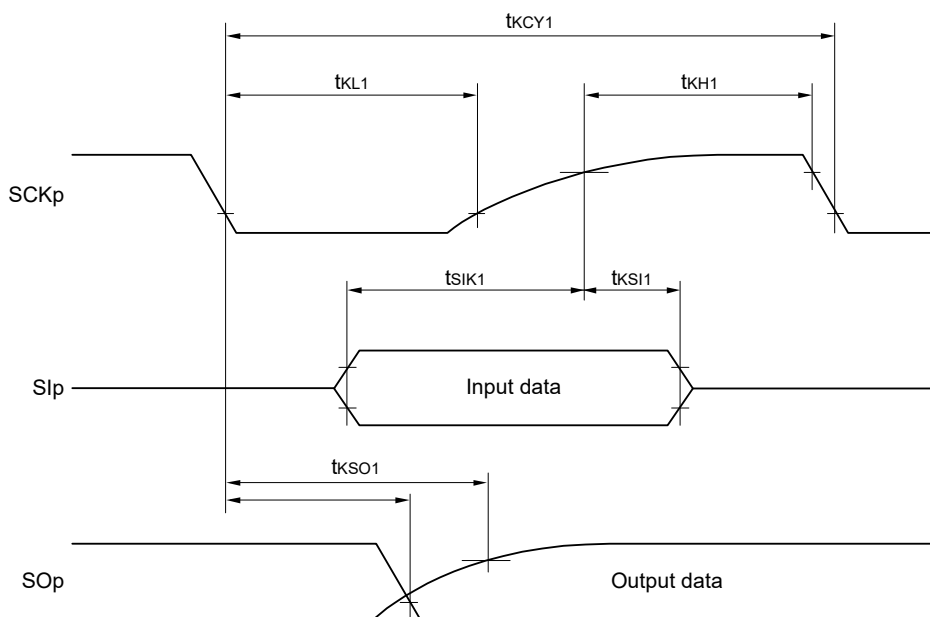 tKCY1
tKL1
tKH1
SCKp
tSIK1
tKSI1
SIp
Input data
tKSO1
SOp
Output data